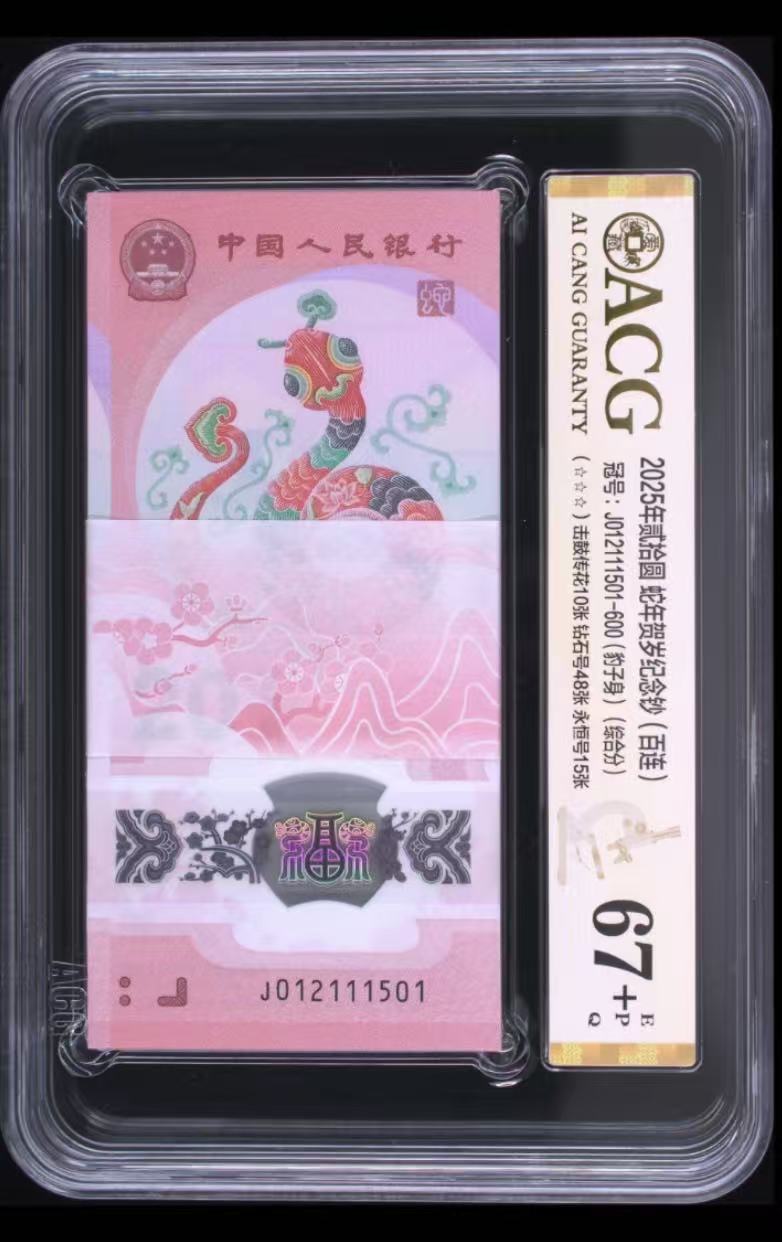 中国人民银行
蛇
福
J012111501
ACG
AI CANG GUARANTY
2025年贰拾圆 蛇年贺岁纪念钞（百连）
冠号：J012111501-600（豹子身）（综合分）
（☆☆☆）击鼓传花10张 钻石号48张 永恒号15张
67+
E
P
Q
ACG